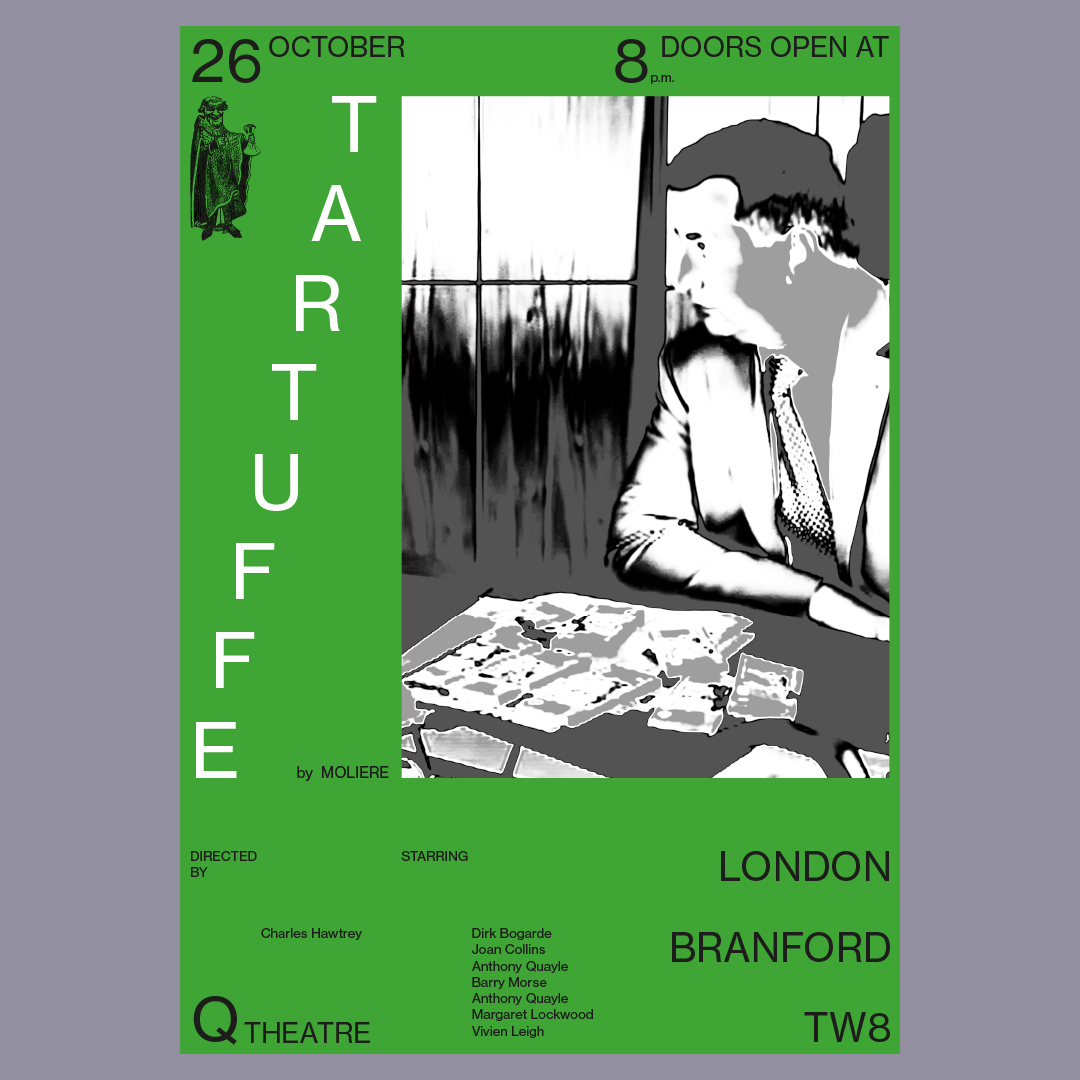 26 OCTOBER
8 p.m. DOORS OPEN AT
TARTUFFE
by MOLIERE
DIRECTED
BY
Charles Hawtrey
STARRING
Dirk Bogarde
Joan Collins
Anthony Quayle
Barry Morse
Anthony Quayle
Margaret Lockwood
Vivien Leigh
LONDON
BRANFORD
TW8
Q THEATRE